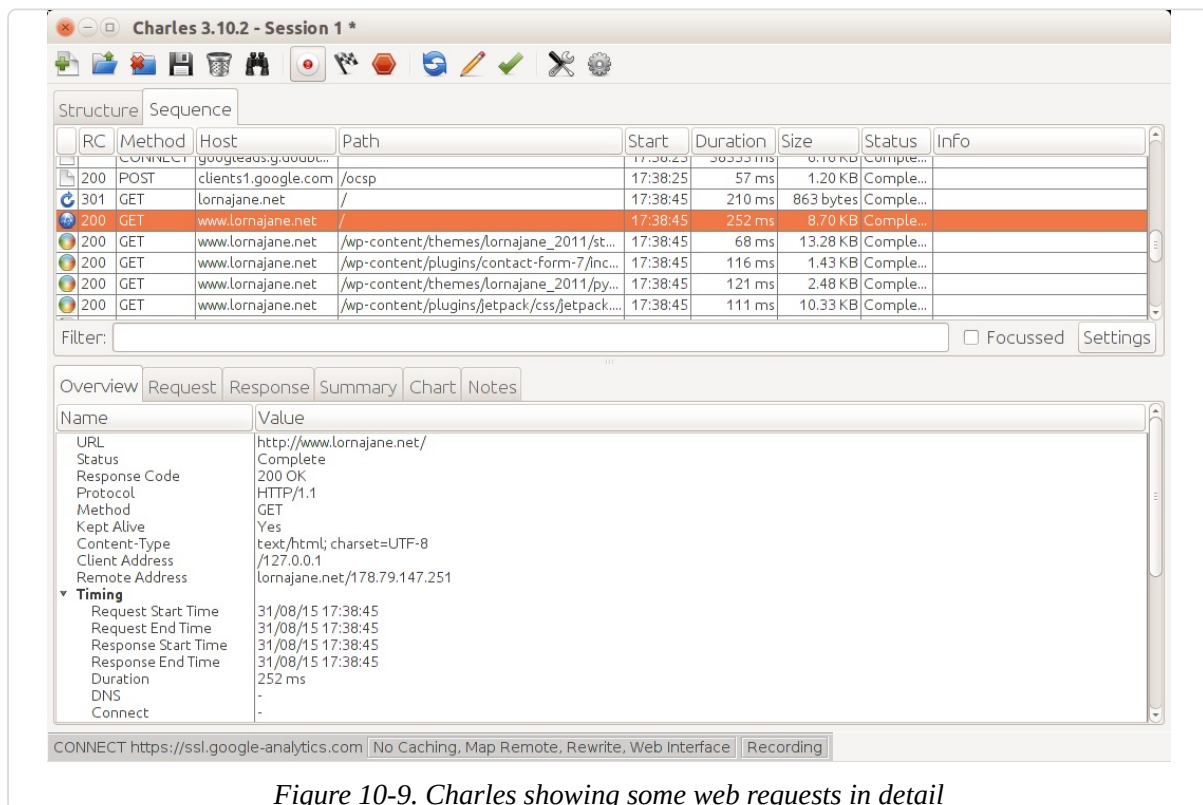 Charles 3.10.2 - Session 1 *
Structure Sequence
RC Method Host Path Start Duration Size Status Info
CONNECT googleads.g.doubl... 17:38:25 Comple...
200 POST clients1.google.com /ocsp 17:38:25 57 ms 1.20 KB Comple...
301 GET lornajane.net / 17:38:45 210 ms 863 bytes Comple...
200 GET www.lornajane.net / 17:38:45 252 ms 8.70 KB Comple...
200 GET www.lornajane.net /wp-content/themes/lornajane_2011/st... 17:38:45 68 ms 13.28 KB Comple...
200 GET www.lornajane.net /wp-content/plugins/contact-form-7/inc... 17:38:45 116 ms 1.43 KB Comple...
200 GET www.lornajane.net /wp-content/themes/lornajane_2011/py... 17:38:45 121 ms 2.48 KB Comple...
200 GET www.lornajane.net /wp-content/plugins/jetpack/css/jetpack.... 17:38:45 111 ms 10.33 KB Comple...
Filter: Focussed Settings
Overview Request Response Summary Chart Notes
Name Value
URL http://www.lornajane.net/
Status Complete
Response Code 200 OK
Protocol HTTP/1.1
Method GET
Kept Alive Yes
Content-Type text/html; charset=UTF-8
Client Address /127.0.0.1
Remote Address lornajane.net/178.79.147.251
Timing
Request Start Time 31/08/15 17:38:45
Request End Time 31/08/15 17:38:45
Response Start Time 31/08/15 17:38:45
Response End Time 31/08/15 17:38:45
Duration 252 ms
DNS -
Connect -
CONNECT https://ssl.google-analytics.com No Caching, Map Remote, Rewrite, Web Interface Recording
Figure 10-9. Charles showing some web requests in detail